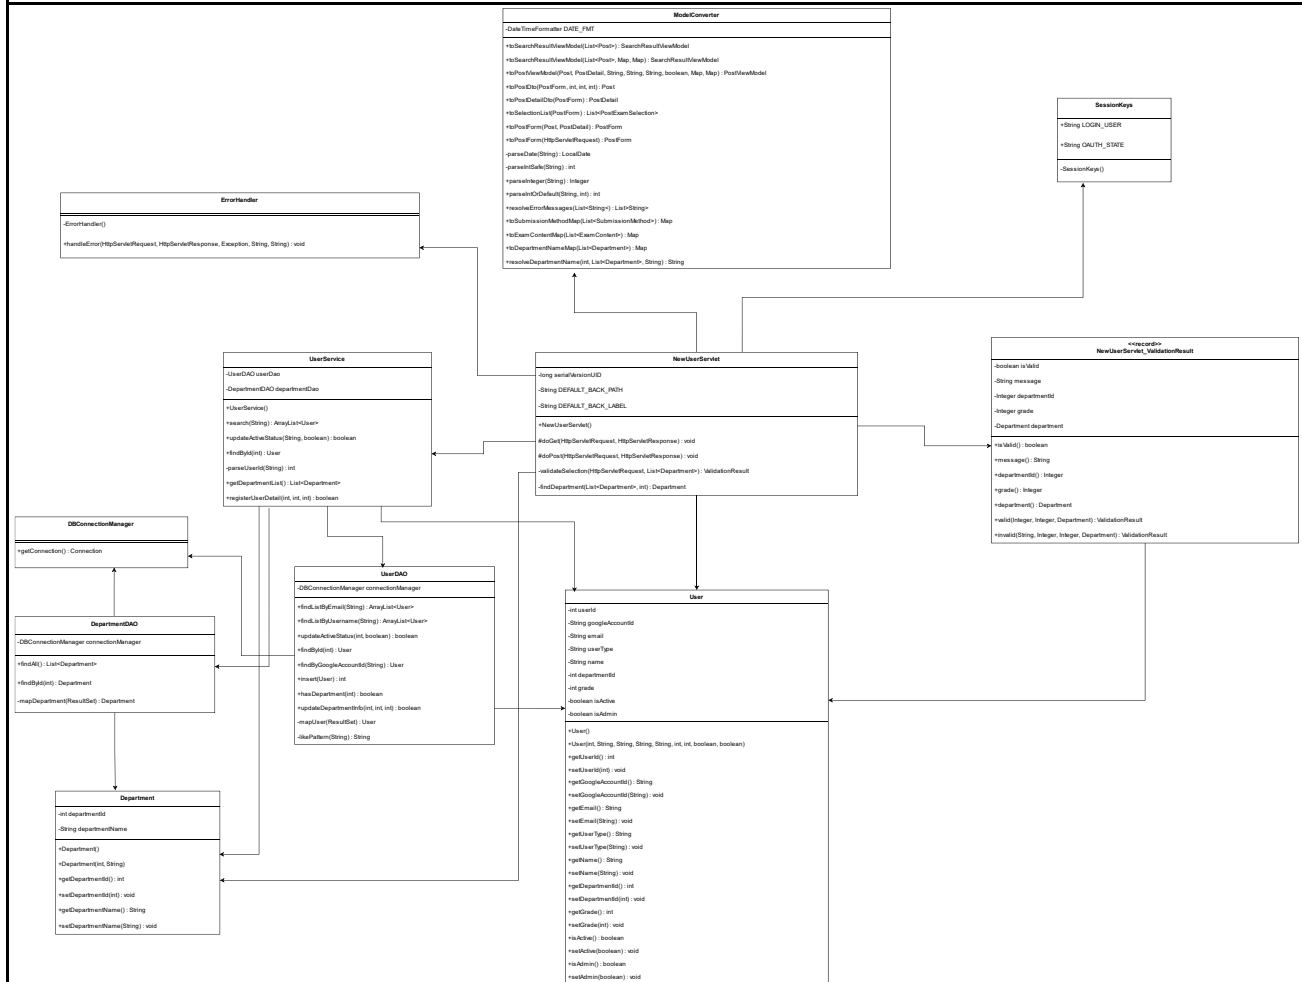 ModelConverter
-DateTimeFormatter DATE_FMT
+toSearchResultViewModel(List<Post>) : SearchResultViewModel
+toSearchResultViewModel(List<Post>, Map, Map) : SearchResultViewModel
+toPostViewModel(Post, PostDetail, String, String, String, boolean, Map, Map) : PostViewModel
+toPostDto(PostForm, int, int, int) : Post
+toPostDetailDto(PostForm) : PostDetail
+toSelectionList(PostForm) : List<PostExamSelection>
+toPostForm(Post, PostDetail) : PostForm
+toPostForm(HttpServletRequest) : PostForm
-parseDate(String) : LocalDate
-parseIntSafe(String) : int
+parseInteger(String) : Integer
+parseIntOrDefault(String, int) : int
+resolveErrorMessages(List<String<) : List>String>
+toSubmissionMethodMap(List<SubmissionMethod>) : Map
+toExamContentMap(List<ExamContent>) : Map
+toDepartmentNameMap(List<Department>) : Map
+resolveDepartmentName(int, List<Department>, String) : String
SessionKeys
+String LOGIN_USER
+String OAUTH_STATE
-SessionKeys()
ErrorHandler
-ErrorHandler()
+handleError(HttpServletRequest, HttpServletResponse, Exception, String, String) : void
UserService
-UserDAO userDao
-DepartmentDAO departmentDao
+UserService()
+search(String) : ArrayList<User>
+updateActiveStatus(String, boolean) : boolean
+findById(int) : User
-parseUserId(String) : int
+getDepartmentList() : List<Department>
+registerUserDetail(int, int, int) : boolean
NewUserServlet
-long serialVersionUID
-String DEFAULT_BACK_PATH
-String DEFAULT_BACK_LABEL
+NewUserServlet()
#doGet(HttpServletRequest, HttpServletResponse) : void
#doPost(HttpServletRequest, HttpServletResponse) : void
-validateSelection(HttpServletRequest, List<Department>) : ValidationResult
-findDepartment(List<Department>, int) : Department
<<record>>
NewUserServlet_ValidationResult
-boolean isValid
-String message
-Integer departmentId
-Integer grade
-Department department
+isValid() : boolean
+message() : String
+departmentId() : Integer
+grade() : Integer
+department() : Department
+valid(Integer, Integer, Department) : ValidationResult
+invalid(String, Integer, Integer, Department) : ValidationResult
DBConnectionManager
+getConnection() : Connection
DepartmentDAO
-DBConnectionManager connectionManager
+findAll() : List<Department>
+findById(int) : Department
-mapDepartment(ResultSet) : Department
UserDAO
-DBConnectionManager connectionManager
+findListByEmail(String) : ArrayList<User>
+findListByUsername(String) : ArrayList<User>
+updateActiveStatus(int, boolean) : boolean
+findById(int) : User
+findByGoogleAccountId(String) : User
+insert(User) : int
+hasDepartment(int) : boolean
+updateDepartmentInfo(int, int, int) : boolean
-mapUser(ResultSet) : User
-likePattern(String) : String
User
-int userId
-String googleAccountId
-String email
-String userType
-String name
-int departmentId
-int grade
-boolean isActive
-boolean isAdmin
+User()
+User(int, String, String, String, String, int, int, boolean, boolean)
+getUserId() : int
+setUserId(int) : void
+getGoogleAccountId() : String
+setGoogleAccountId(String) : void
+getEmail() : String
+setEmail(String) : void
+getUserType() : String
+setUserType(String) : void
+getName() : String
+setName(String) : void
+getDepartmentId() : int
+setDepartmentId(int) : void
+getGrade() : int
+setGrade(int) : void
+isActive() : boolean
+setActive(boolean) : void
+isAdmin() : boolean
+setAdmin(boolean) : void
Department
-int departmentId
-String departmentName
+Department()
+Department(int, String)
+getDepartmentId() : int
+setDepartmentId(int) : void
+getDepartmentName() : String
+setDepartmentName(String) : void